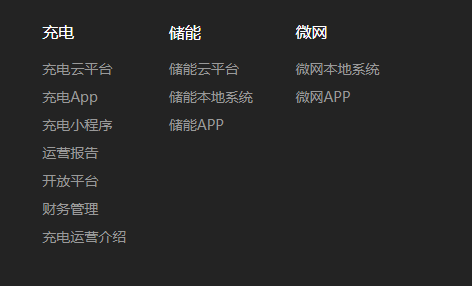 充电
充电云平台
充电App
充电小程序
运营报告
开放平台
财务管理
充电运营介绍
储能
储能云平台
储能本地系统
储能APP
微网
微网本地系统
微网APP